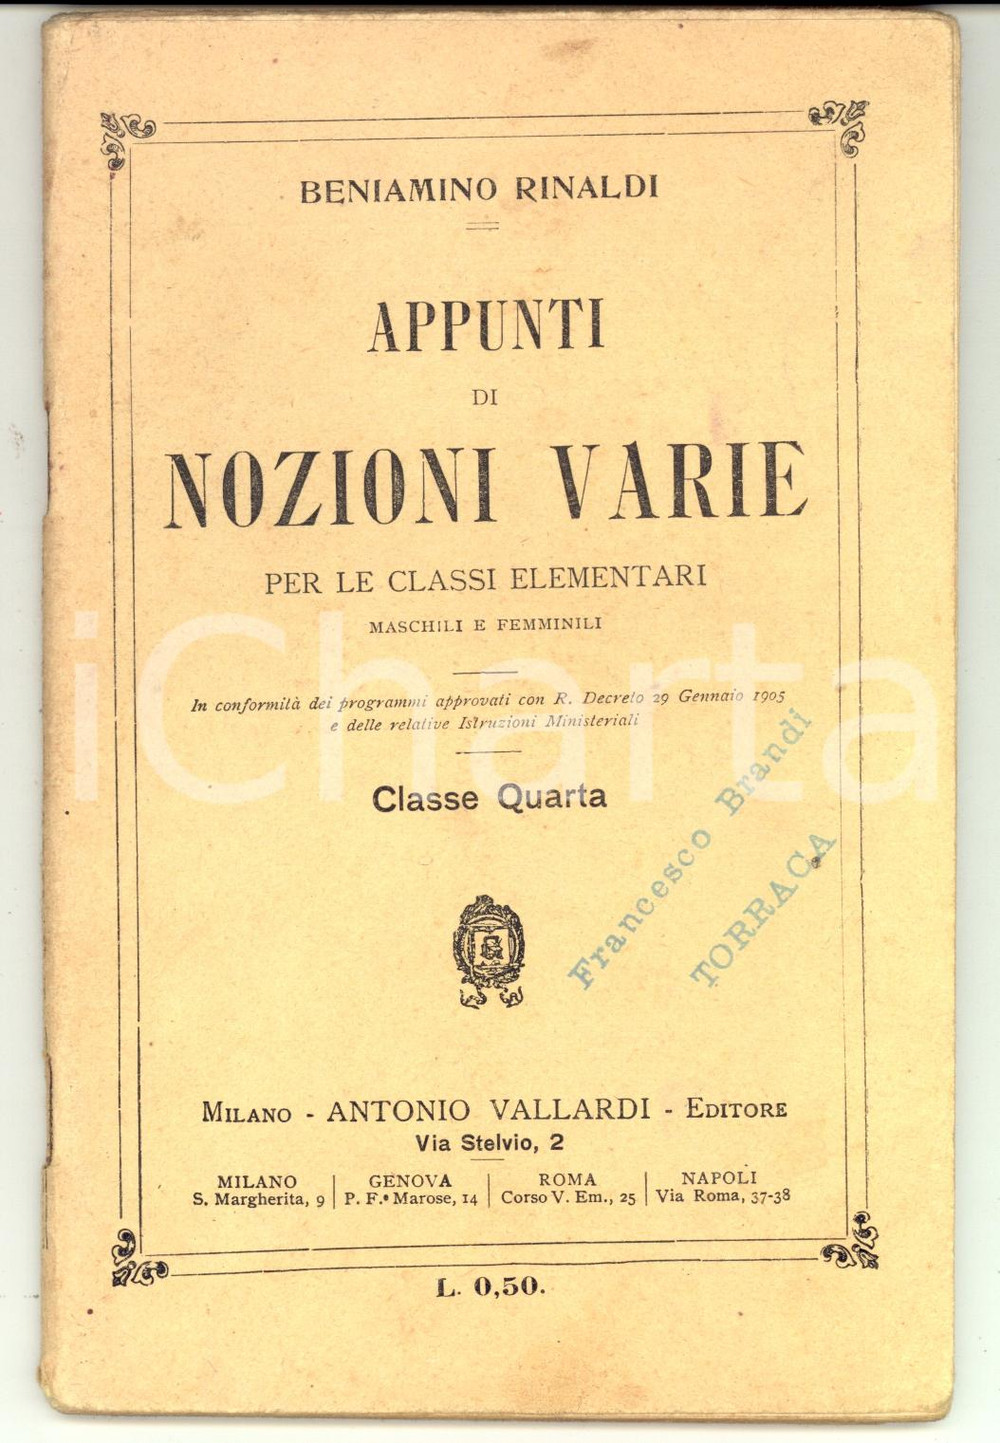 BENIAMINO RINALDI
APPUNTI
DI
NOZIONI VARIE
PER LE CLASSI ELEMENTARI
MASCHILI E FEMMINILI
In conformità dei programmi approvati con R. Decreto 29 Gennaio 1905
e delle relative Istruzioni Ministeriali
Classe Quarta
Francesco Brandi
TORRACA
MILANO - ANTONIO VALLARDI - EDITORE
Via Stelvio, 2
MILANO
S. Margherita, 9
GENOVA
P. F.e Marose, 14
ROMA
Corso V. Em., 25
NAPOLI
Via Roma, 37-38
L. 0,50.
iCharta